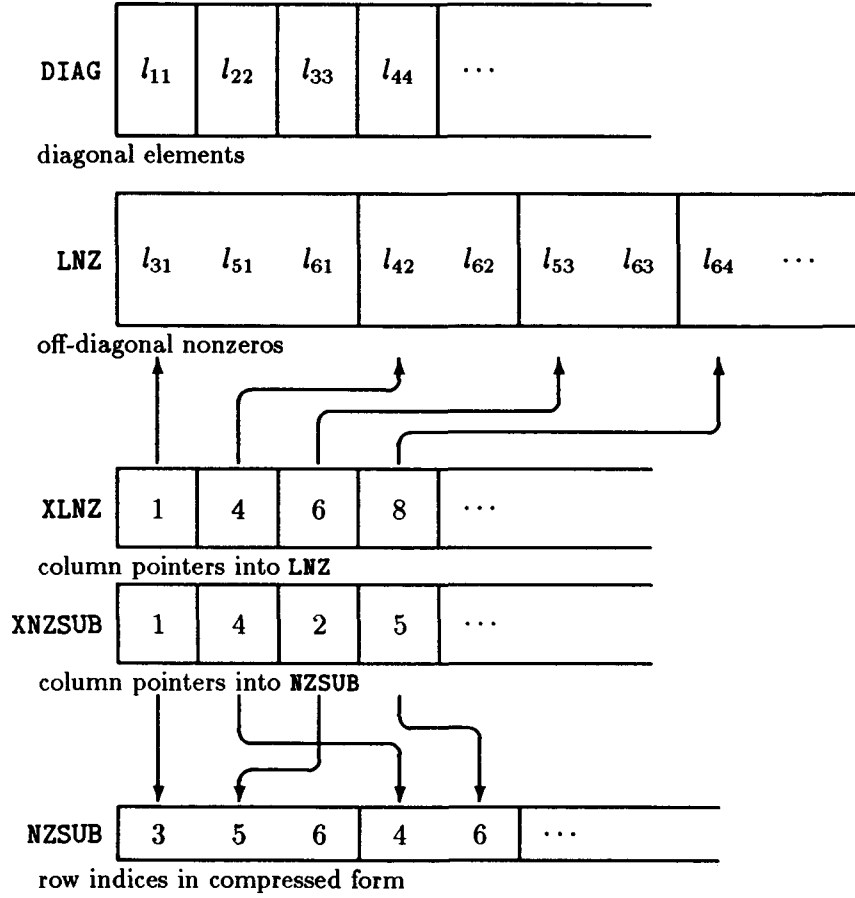 DIAG l₁₁ l₂₂ l₃₃ l₄₄ ···
diagonal elements
LNZ l₃₁ l₅₁ l₆₁ l₄₂ l₆₂ l₅₃ l₆₃ l₆₄ ···
off-diagonal nonzeros
XLNZ 1 4 6 8 ···
column pointers into LNZ
XNZSUB 1 4 2 5 ···
column pointers into NZSUB
NZSUB 3 5 6 4 6 ···
row indices in compressed form